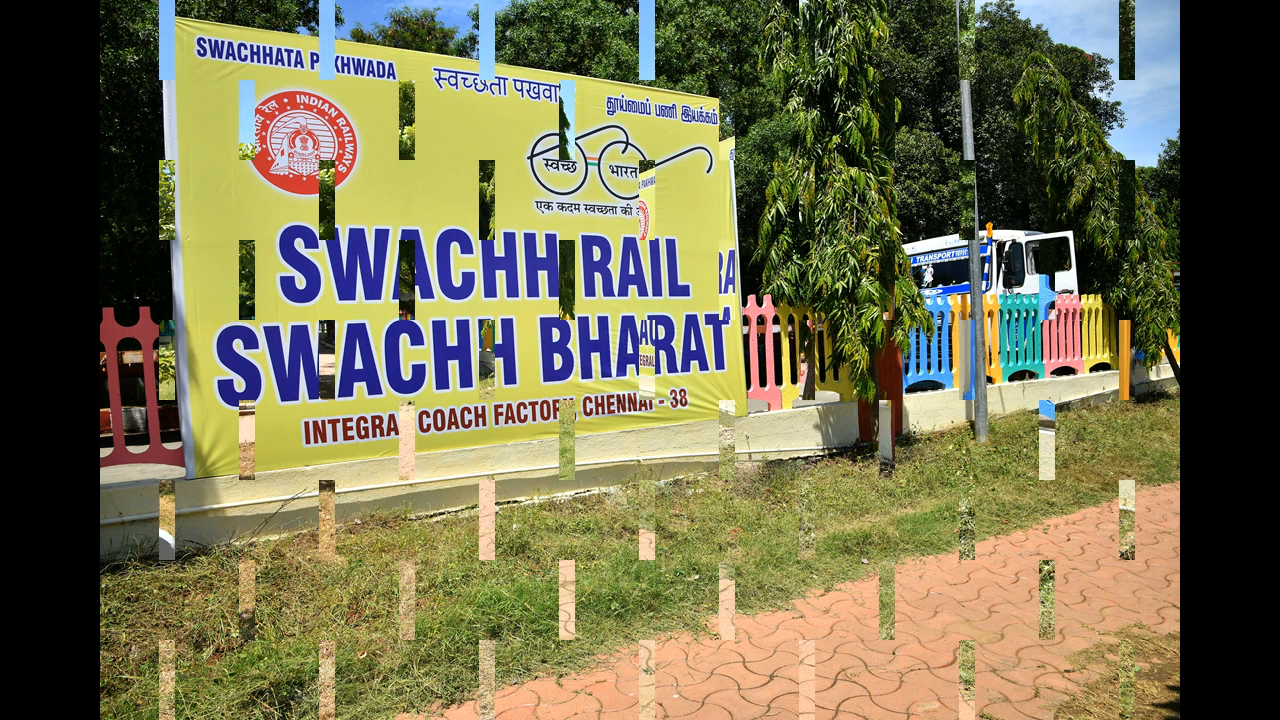 SWACHHATA PAKHWADA
स्वच्छता पखवा
தூய்மைப் பணி இயக்கம்
INDIAN RAILWAYS
स्वच्छ भारत
एक कदम स्वच्छता की
SWACHH RAIL
SWACHH BHARAT
INTEGRAL COACH FACTORY, CHENNAI - 38
TRANSPORT